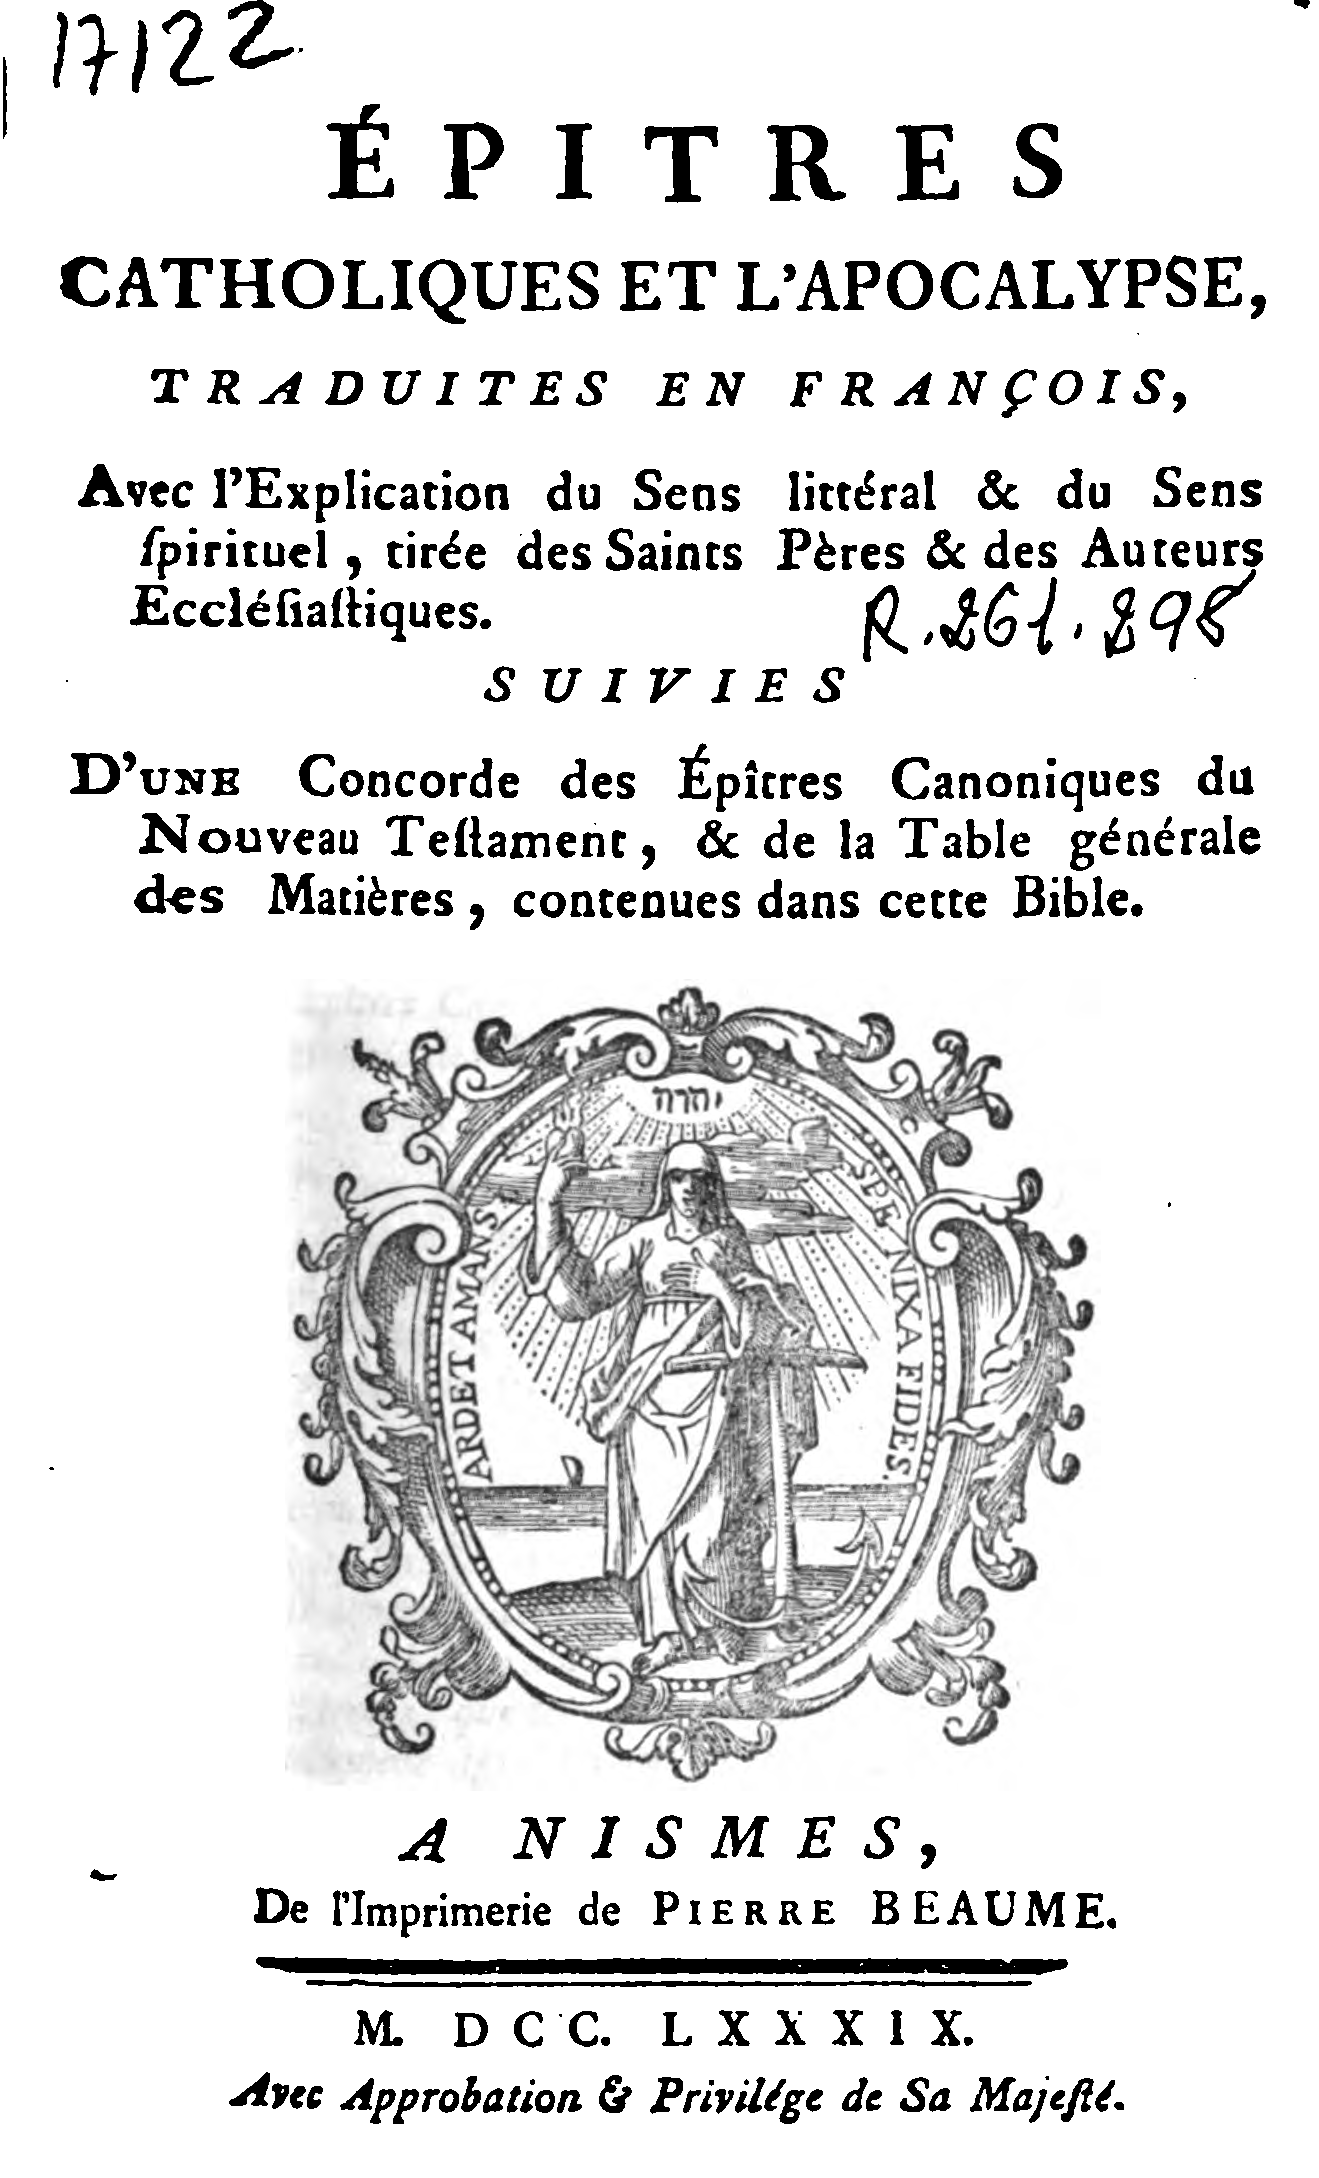 17122
ÉPITRES
CATHOLIQUES ET L'APOCALYPSE,
TRADUITES EN FRANÇOIS,
Avec l'Explication du Sens littéral & du Sens
ſpirituel, tirée des Saints Pères & des Auteurs
Eccléſiaſtiques.
R.261.898
SUIVIES
D'UNE Concorde des Épîtres Canoniques du
Nouveau Teſtament, & de la Table générale
des Matières, contenues dans cette Bible.
יהוה
ARDET AMANS
SPE NIXA FIDES.
A NISMES,
De l'Imprimerie de PIERRE BEAUME.
M. DCC. LXXXIX.
Avec Approbation & Privilége de Sa Majeſté.